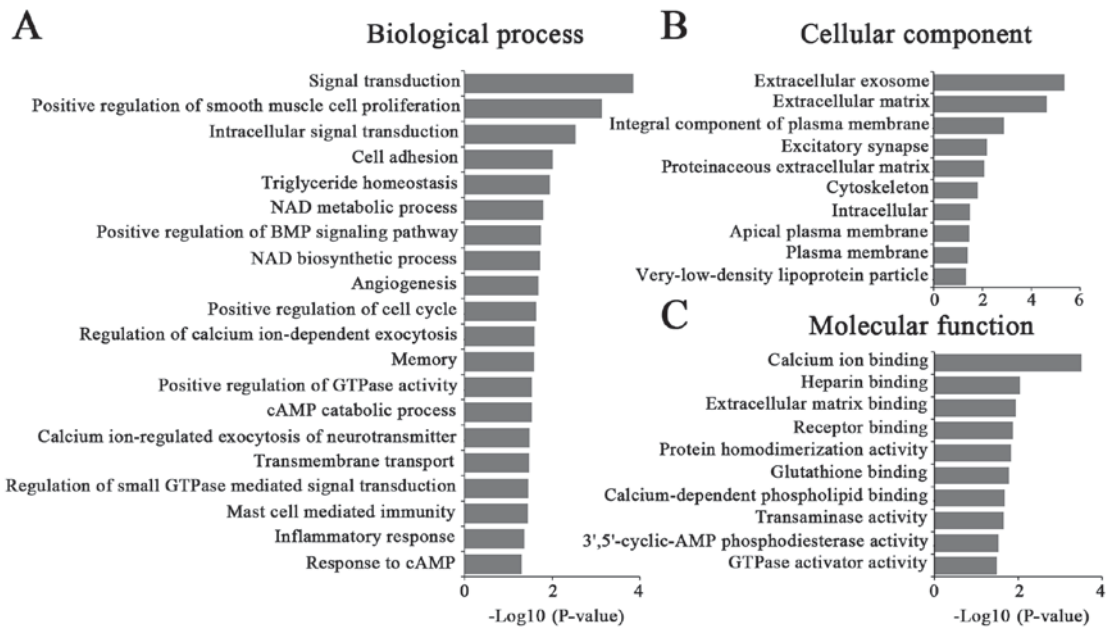 A
Biological process
Signal transduction
Positive regulation of smooth muscle cell proliferation
Intracellular signal transduction
Cell adhesion
Triglyceride homeostasis
NAD metabolic process
Positive regulation of BMP signaling pathway
NAD biosynthetic process
Angiogenesis
Positive regulation of cell cycle
Regulation of calcium ion-dependent exocytosis
Memory
Positive regulation of GTPase activity
cAMP catabolic process
Calcium ion-regulated exocytosis of neurotransmitter
Transmembrane transport
Regulation of small GTPase mediated signal transduction
Mast cell mediated immunity
Inflammatory response
Response to cAMP
0 2 4
-Log10 (P-value)
B
Cellular component
Extracellular exosome
Extracellular matrix
Integral component of plasma membrane
Excitatory synapse
Proteinaceous extracellular matrix
Cytoskeleton
Intracellular
Apical plasma membrane
Plasma membrane
Very-low-density lipoprotein particle
0 2 4 6
C
Molecular function
Calcium ion binding
Heparin binding
Extracellular matrix binding
Receptor binding
Protein homodimerization activity
Glutathione binding
Calcium-dependent phospholipid binding
Transaminase activity
3',5'-cyclic-AMP phosphodiesterase activity
GTPase activator activity
0 2 4
-Log10 (P-value)